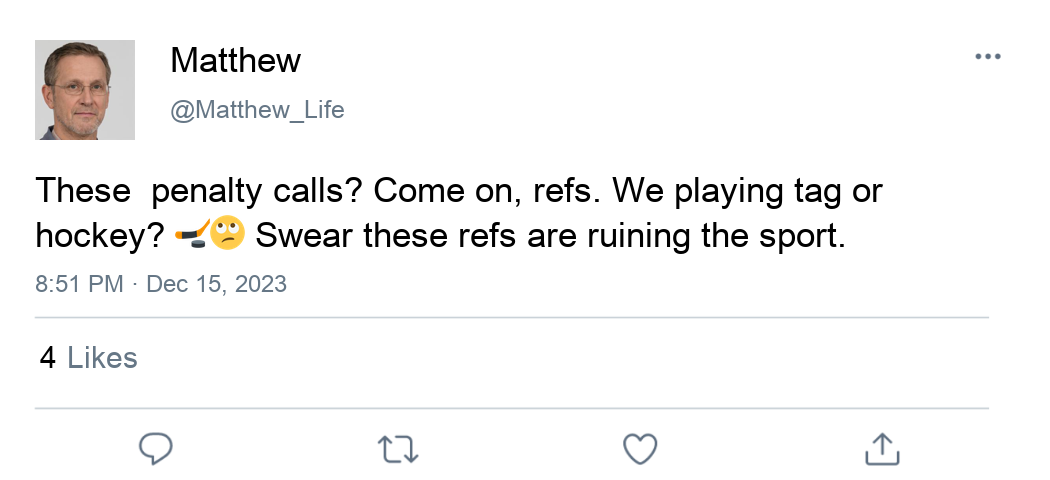 Matthew
@Matthew_Life
These  penalty calls? Come on, refs. We playing tag or
hockey? 🏒🙄 Swear these refs are ruining the sport.
8:51 PM · Dec 15, 2023
4 Likes